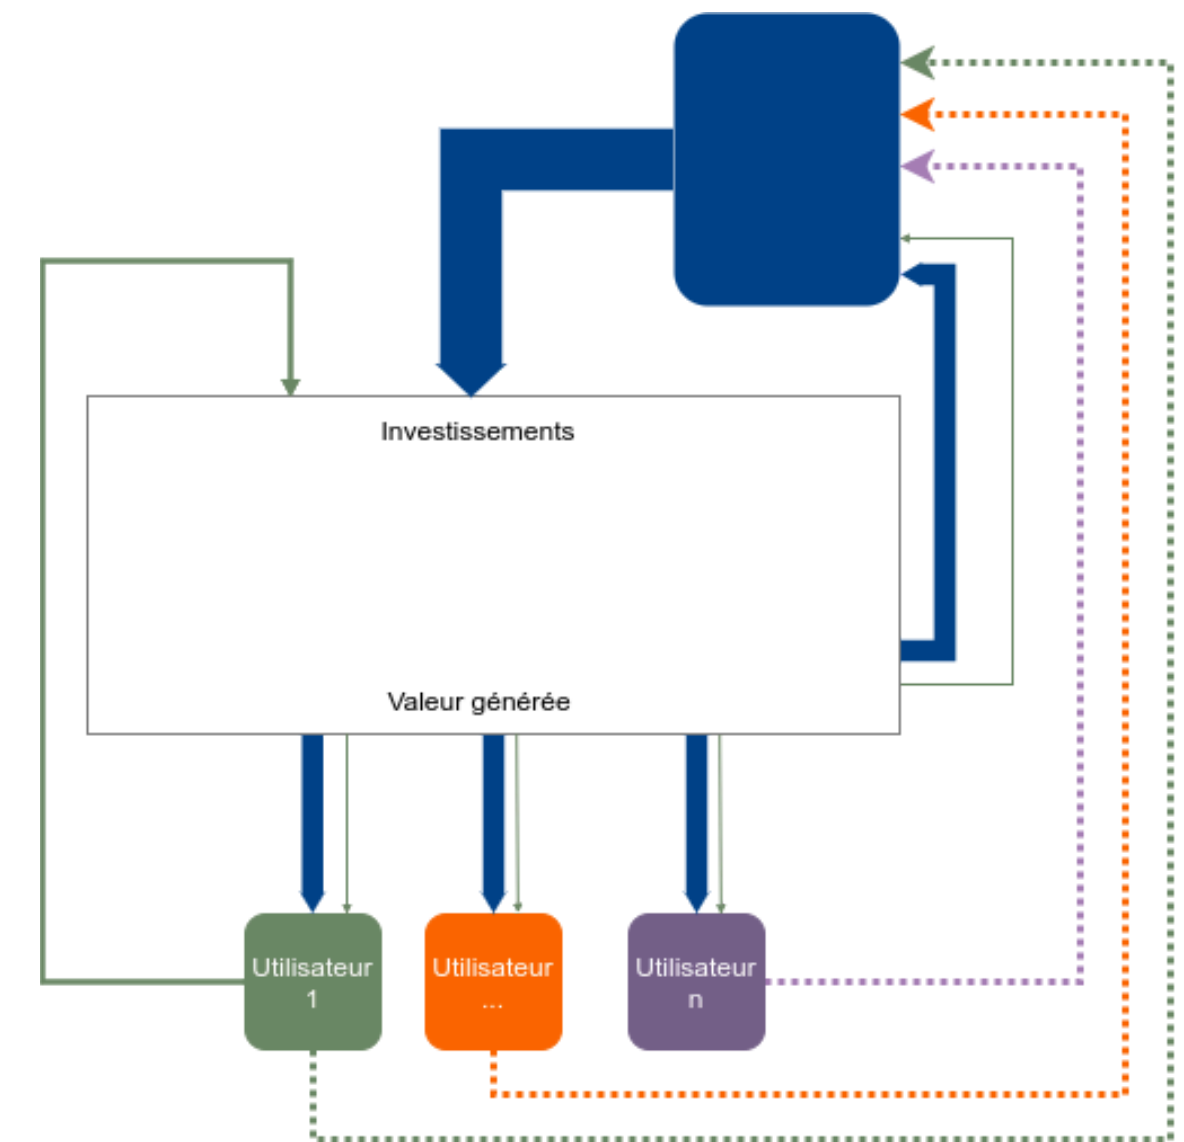 Investissements
Valeur générée
Utilisateur
1
Utilisateur
...
Utilisateur
n